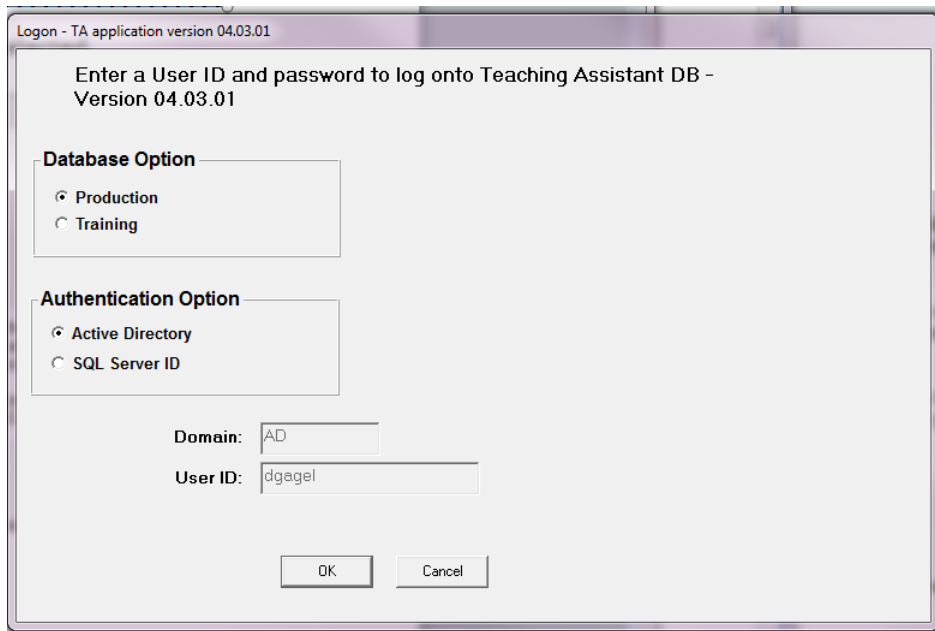 Logon - TA application version 04.03.01
Enter a User ID and password to log onto Teaching Assistant DB -
Version 04.03.01
Database Option
Production
Training
Authentication Option
Active Directory
SQL Server ID
Domain: AD
User ID: dgagel
OK Cancel